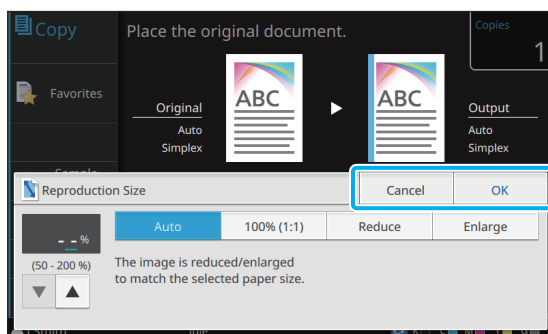 Copy
Place the original document.
Copies
1
Favorites
Original
ABC
ABC
Output
Auto
Auto
Simplex
Simplex
Sample
Reproduction Size
Cancel
OK
- - %
Auto
100% (1:1)
Reduce
Enlarge
(50 - 200 %)
The image is reduced/enlarged
to match the selected paper size.